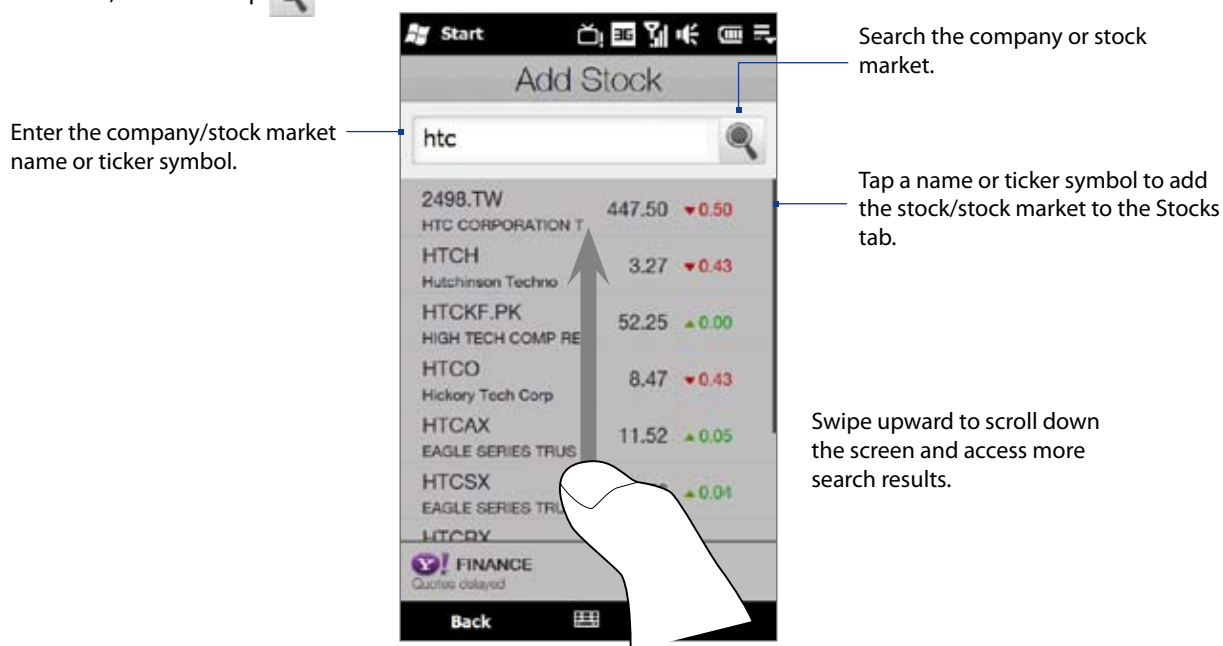 Start
3G
Add Stock
htc
2498.TW 447.50 0.50
HTC CORPORATION T
HTCH 3.27 0.43
Hutchinson Techno
HTCKF.PK 52.25 0.00
HIGH TECH COMP RE
HTCO 8.47 0.43
Hickory Tech Corp
HTCAX 11.52 0.05
EAGLE SERIES TRUS
HTCSX 0.04
EAGLE SERIES TRU
Y! FINANCE
Quotes delayed
Back
Enter the company/stock market
name or ticker symbol.
Search the company or stock
market.
Tap a name or ticker symbol to add
the stock/stock market to the Stocks
tab.
Swipe upward to scroll down
the screen and access more
search results.